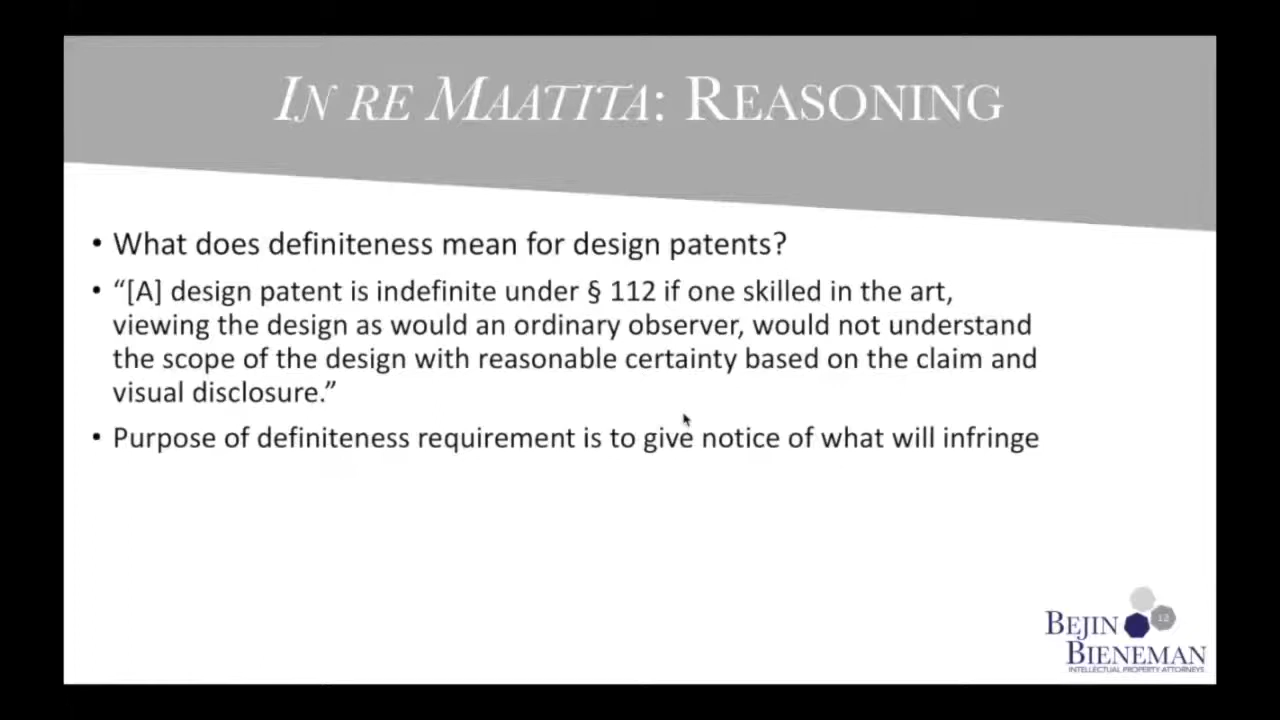 IN RE MAATITA: REASONING
• What does definiteness mean for design patents?
• “[A] design patent is indefinite under § 112 if one skilled in the art,
viewing the design as would an ordinary observer, would not understand
the scope of the design with reasonable certainty based on the claim and
visual disclosure.”
• Purpose of definiteness requirement is to give notice of what will infringe
12
BEJIN
BIENEMAN
INTELLECTUAL PROPERTY ATTORNEYS